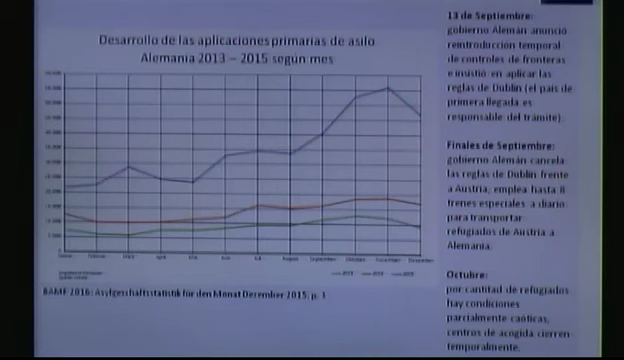 Desarrollo de las aplicaciones primarias de asilo
Alemania 2013 – 2015 según mes
BAMF 2016: Asylgeschäftsstatistik für den Monat Dezember 2015; p. 3
13 de Septiembre:
gobierno Alemán anunció
reintroducción temporal
de controles de fronteras
e insistió en aplicar las
reglas de Dublin (el país de
primera llegada es
responsable del trámite).
Finales de Septiembre:
gobierno Alemán cancela
las reglas de Dublin frente
a Austria; emplea hasta 8
trenes especiales a diario
para transportar
refugiados de Austria a
Alemania.
Octubre:
por cantidad de refugiados
hay condiciones
parcialmente caóticas,
centros de acogida cierren
temporalmente.